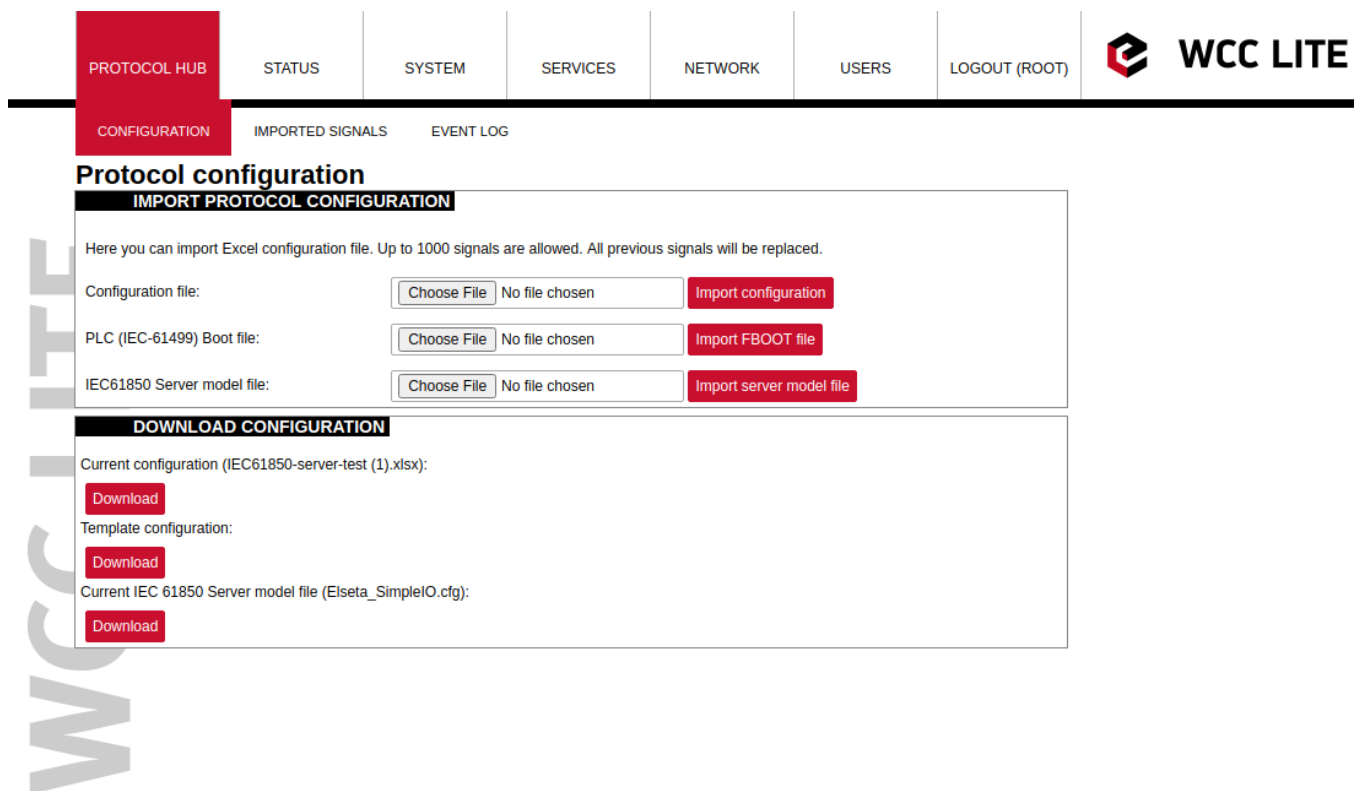 PROTOCOL HUB STATUS SYSTEM SERVICES NETWORK USERS LOGOUT (ROOT) WCC LITE
CONFIGURATION IMPORTED SIGNALS EVENT LOG
Protocol configuration
IMPORT PROTOCOL CONFIGURATION
Here you can import Excel configuration file. Up to 1000 signals are allowed. All previous signals will be replaced.
Configuration file: Choose File No file chosen Import configuration
PLC (IEC-61499) Boot file: Choose File No file chosen Import FBOOT file
IEC61850 Server model file: Choose File No file chosen Import server model file
DOWNLOAD CONFIGURATION
Current configuration (IEC61850-server-test (1).xlsx):
Download
Template configuration:
Download
Current IEC 61850 Server model file (Elseta_SimpleIO.cfg):
Download
WCC LITE